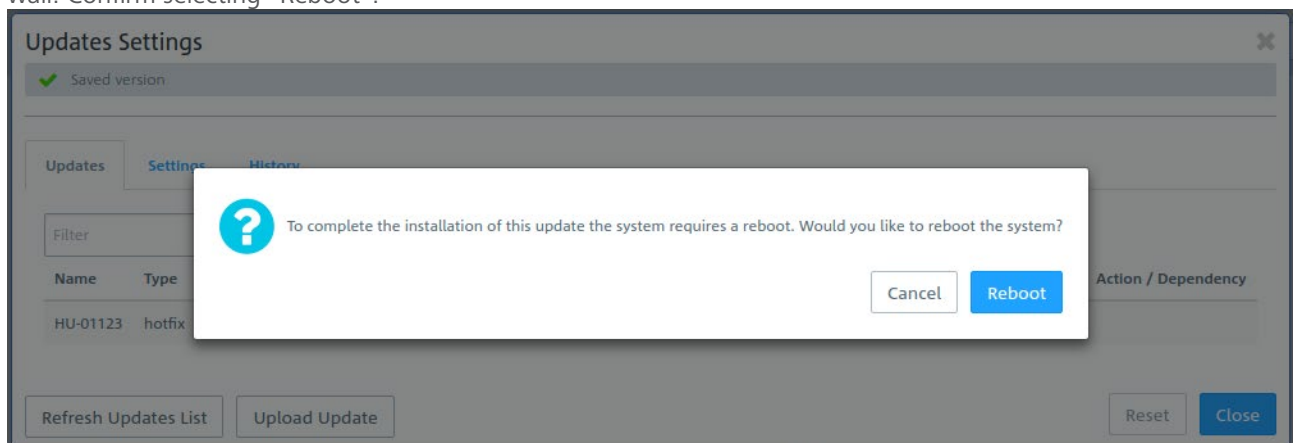 wall. Confirm selecting "Reboot".
Updates Settings
Saved version
Updates Settings History
To complete the installation of this update the system requires a reboot. Would you like to reboot the system?
Filter
Name Type Action / Dependency
Cancel Reboot
HU-01123 hotfix
Refresh Updates List Upload Update Reset Close